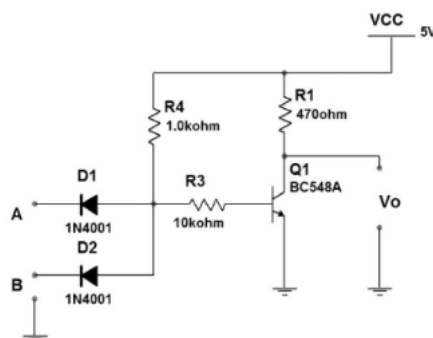 VCC
5V
R4
1.0kohm
R1
470ohm
D1
R3
Q1
BC548A
A
1N4001
10kohm
Vo
D2
B
1N4001